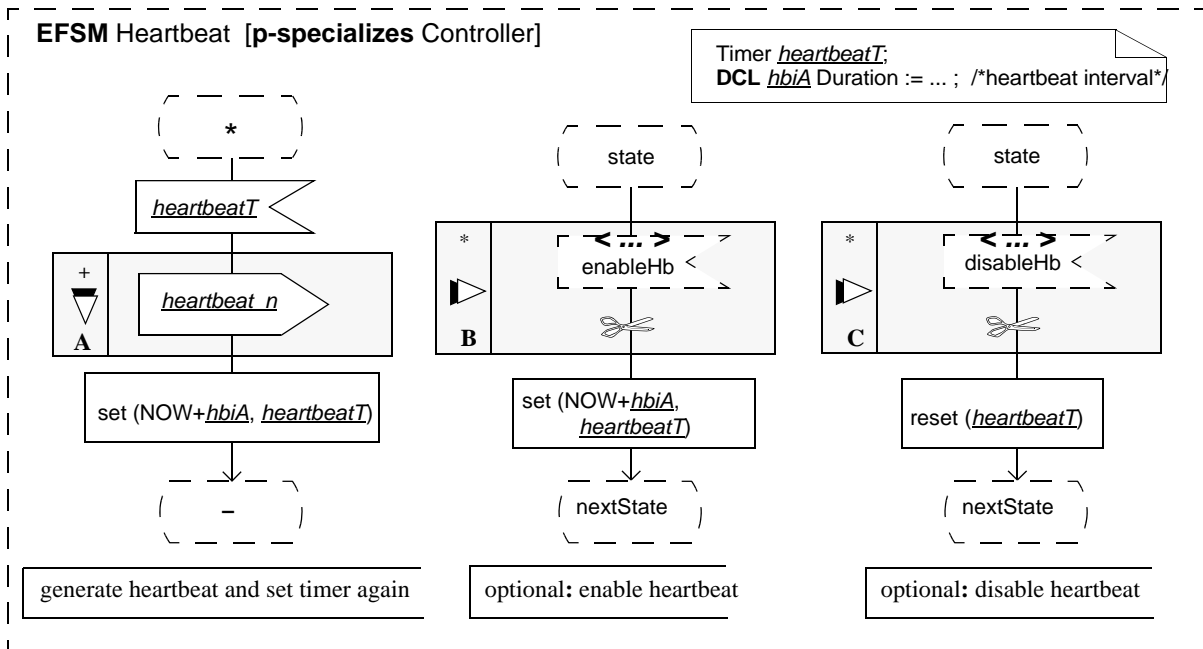 EFSM Heartbeat [p-specializes Controller]
Timer heartbeatT;
DCL hbiA Duration := ... ; /*heartbeat interval*/
*
heartbeatT
+
A
heartbeat_n
set (NOW+hbiA, heartbeatT)
–
generate heartbeat and set timer again
state
*
B
< ... >
enableHb
set (NOW+hbiA,
heartbeatT)
nextState
optional: enable heartbeat
state
*
C
< ... >
disableHb
reset (heartbeatT)
nextState
optional: disable heartbeat